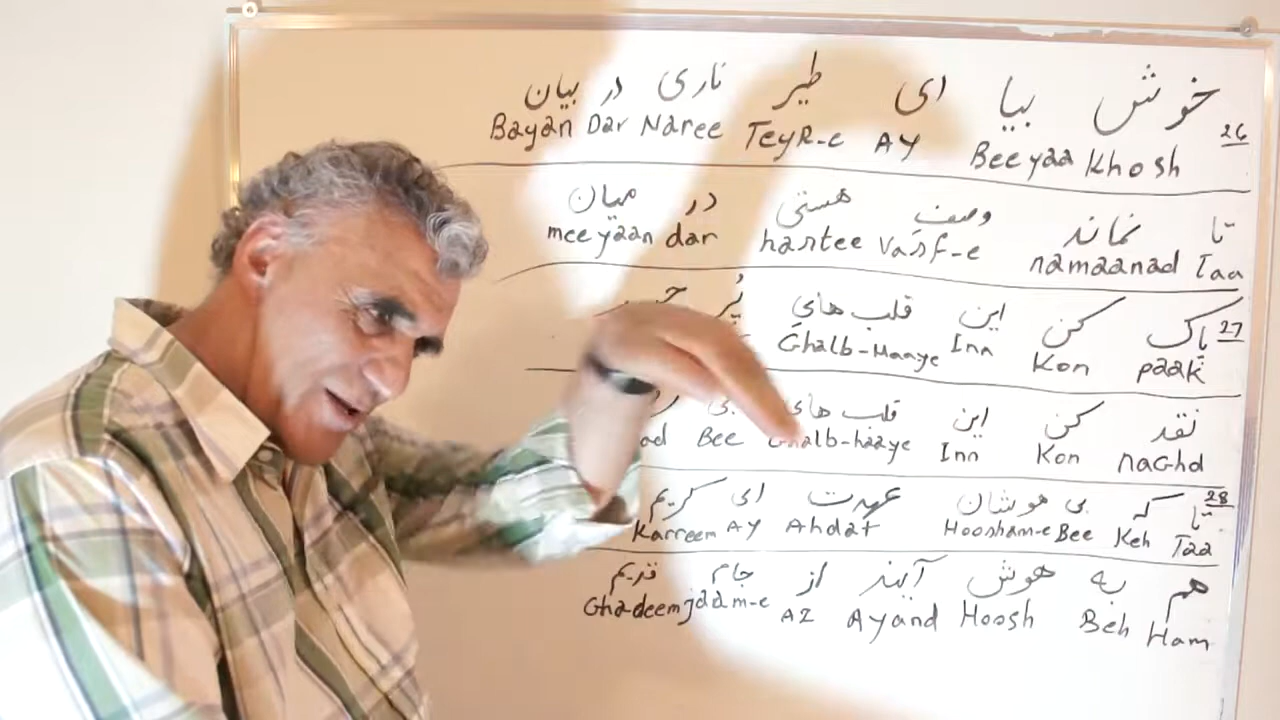 خوش بیا ای طیر ناری در بیان
26 Bayan Dar Naree TeyR-e AY Beeyaa Khosh
تا نماند وصفِ هستی در میان
meeyaan dar hastee Vasf-e namaanad Taa
27 پاک کن این قلب‌هایِ پُر
Ghalb-Haaye Inn Kon paak
نقد کن این قلب‌های بی
Bee Ghalb-haaye Inn Kon naGhd
28 تا که بی هوشان عهدت ای کریم
Karreem AY Ahdat Hoosham-e Bee Keh Taa
هم به هوش آیند از جام قدیم
Ghadeem jaam-e AZ Ayand Hoosh Beh Ham